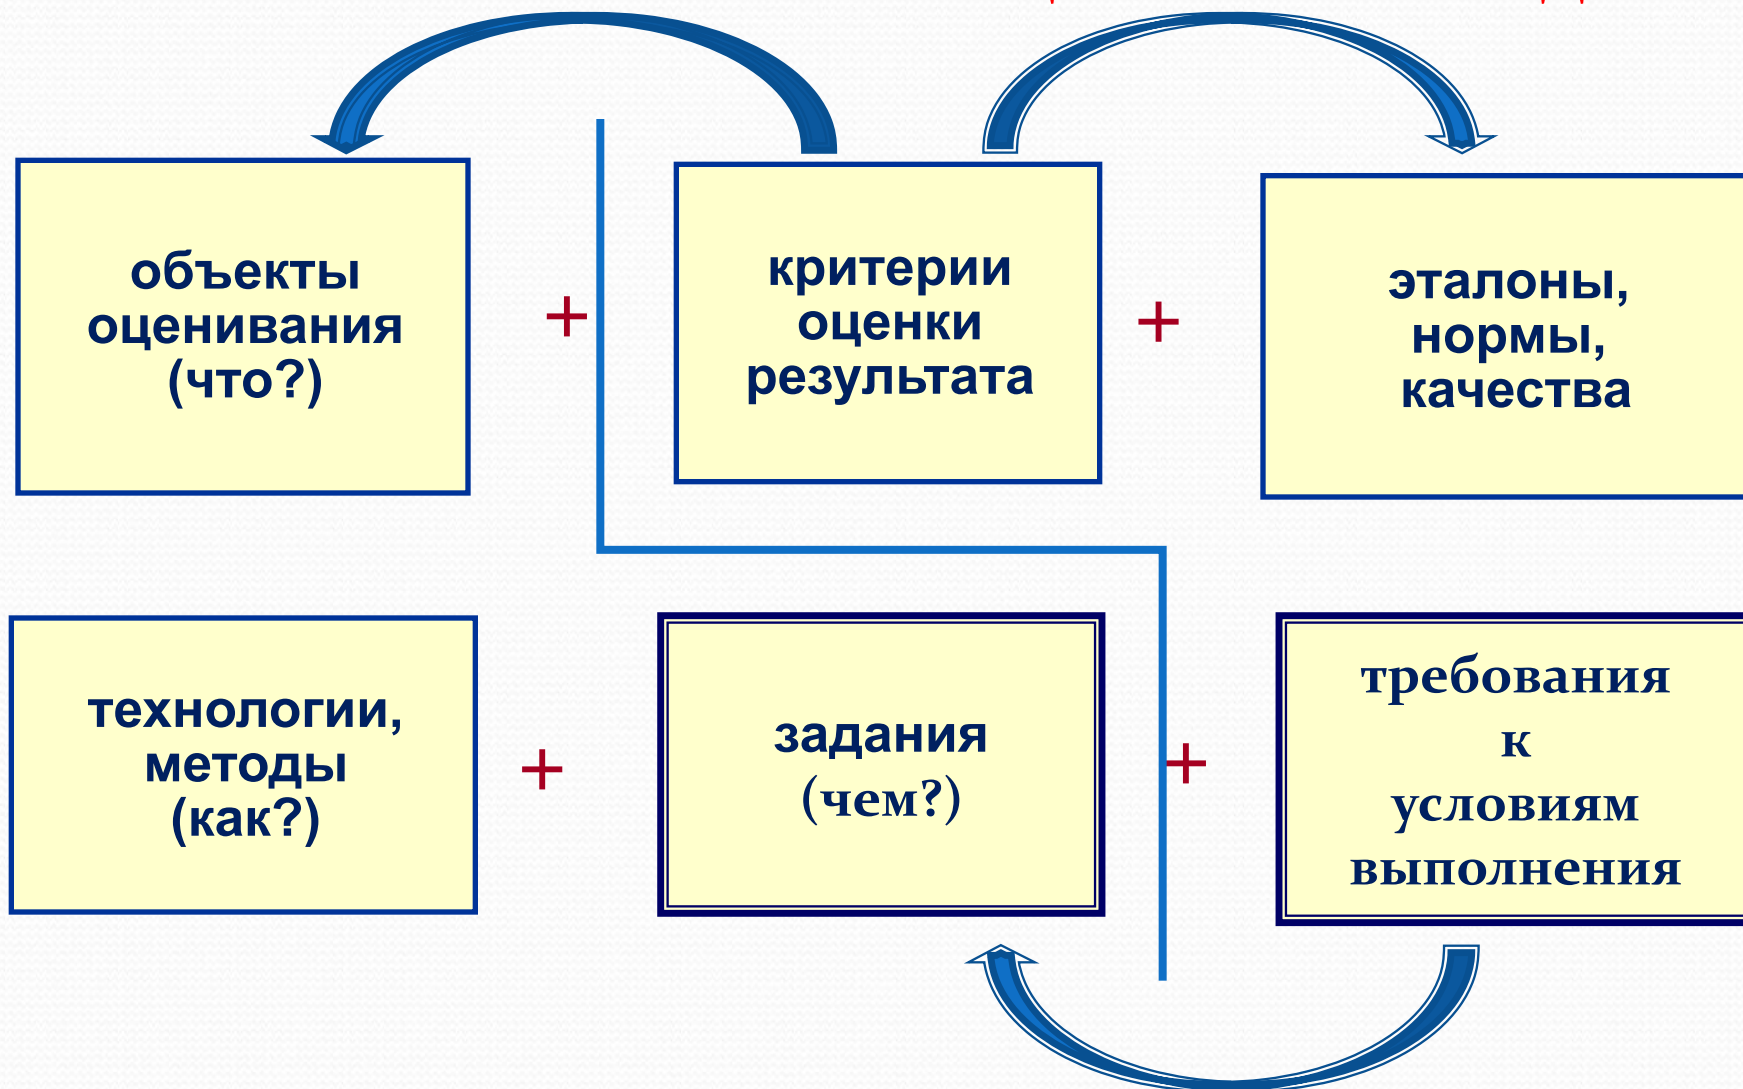 объекты
оценивания
(что?)
+
критерии
оценки
результата
+
эталоны,
нормы,
качества
технологии,
методы
(как?)
+
задания
(чем?)
+
требования
к
условиям
выполнения